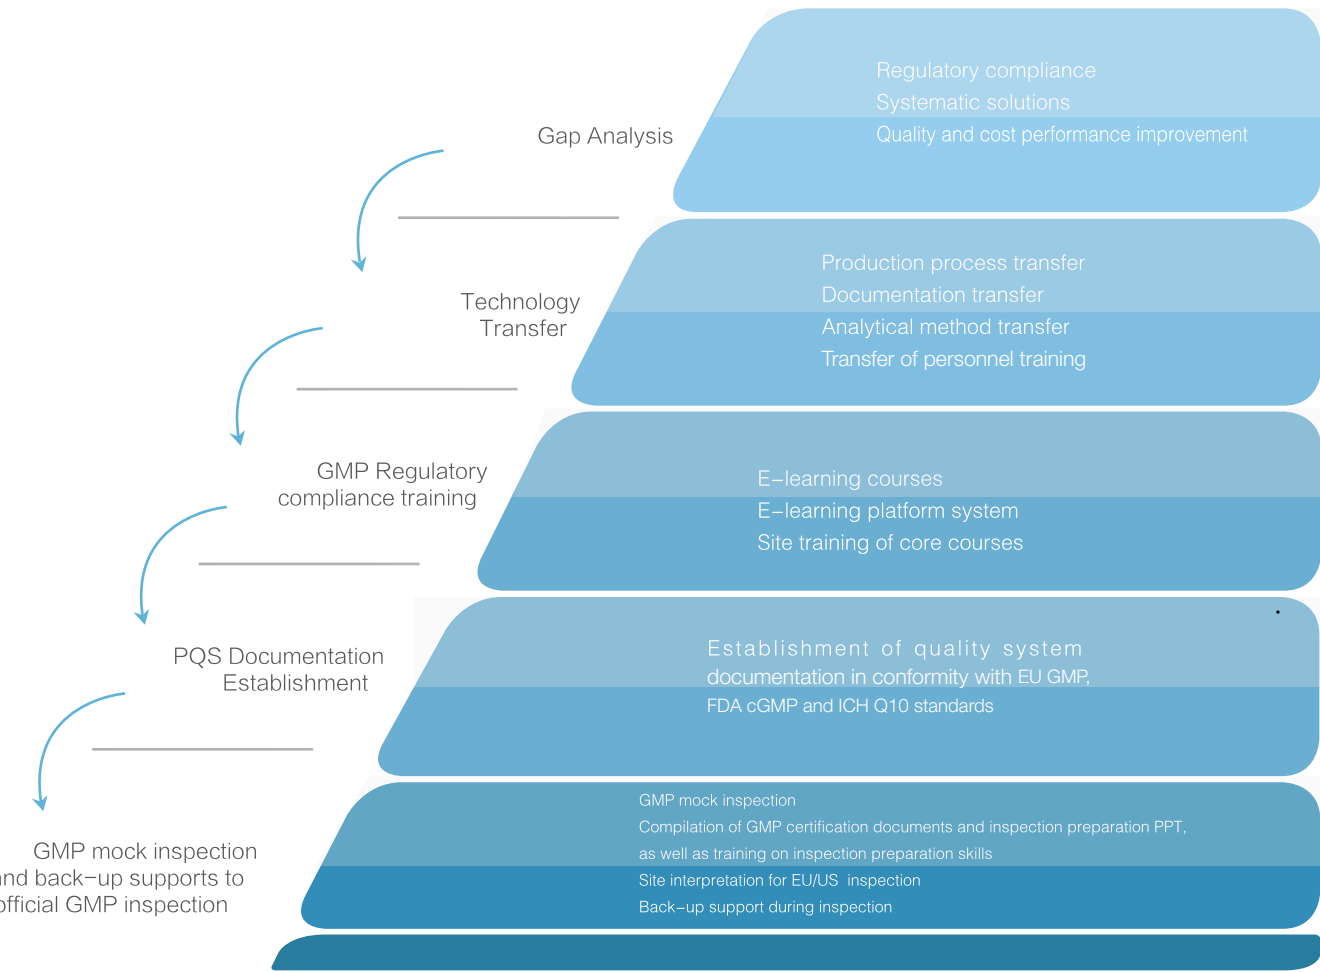 Regulatory compliance
Systematic solutions
Quality and cost performance improvement
Gap Analysis
Production process transfer
Documentation transfer
Analytical method transfer
Transfer of personnel training
Technology
Transfer
E-learning courses
E-learning platform system
Site training of core courses
GMP Regulatory
compliance training
Establishment of quality system
documentation in conformity with EU GMP,
FDA cGMP and ICH Q10 standards
PQS Documentation
Establishment
GMP mock inspection
Compilation of GMP certification documents and inspection preparation PPT,
as well as training on inspection preparation skills
Site interpretation for EU/US inspection
Back-up support during inspection
GMP mock inspection
and back-up supports to
official GMP inspection